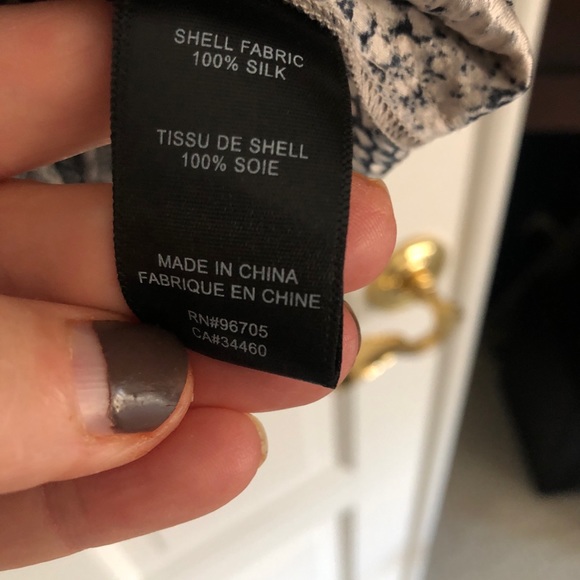 SHELL FABRIC
100% SILK
TISSU DE SHELL
100% SOIE
MADE IN CHINA
FABRIQUE EN CHINE
RN#96705
CA#34460